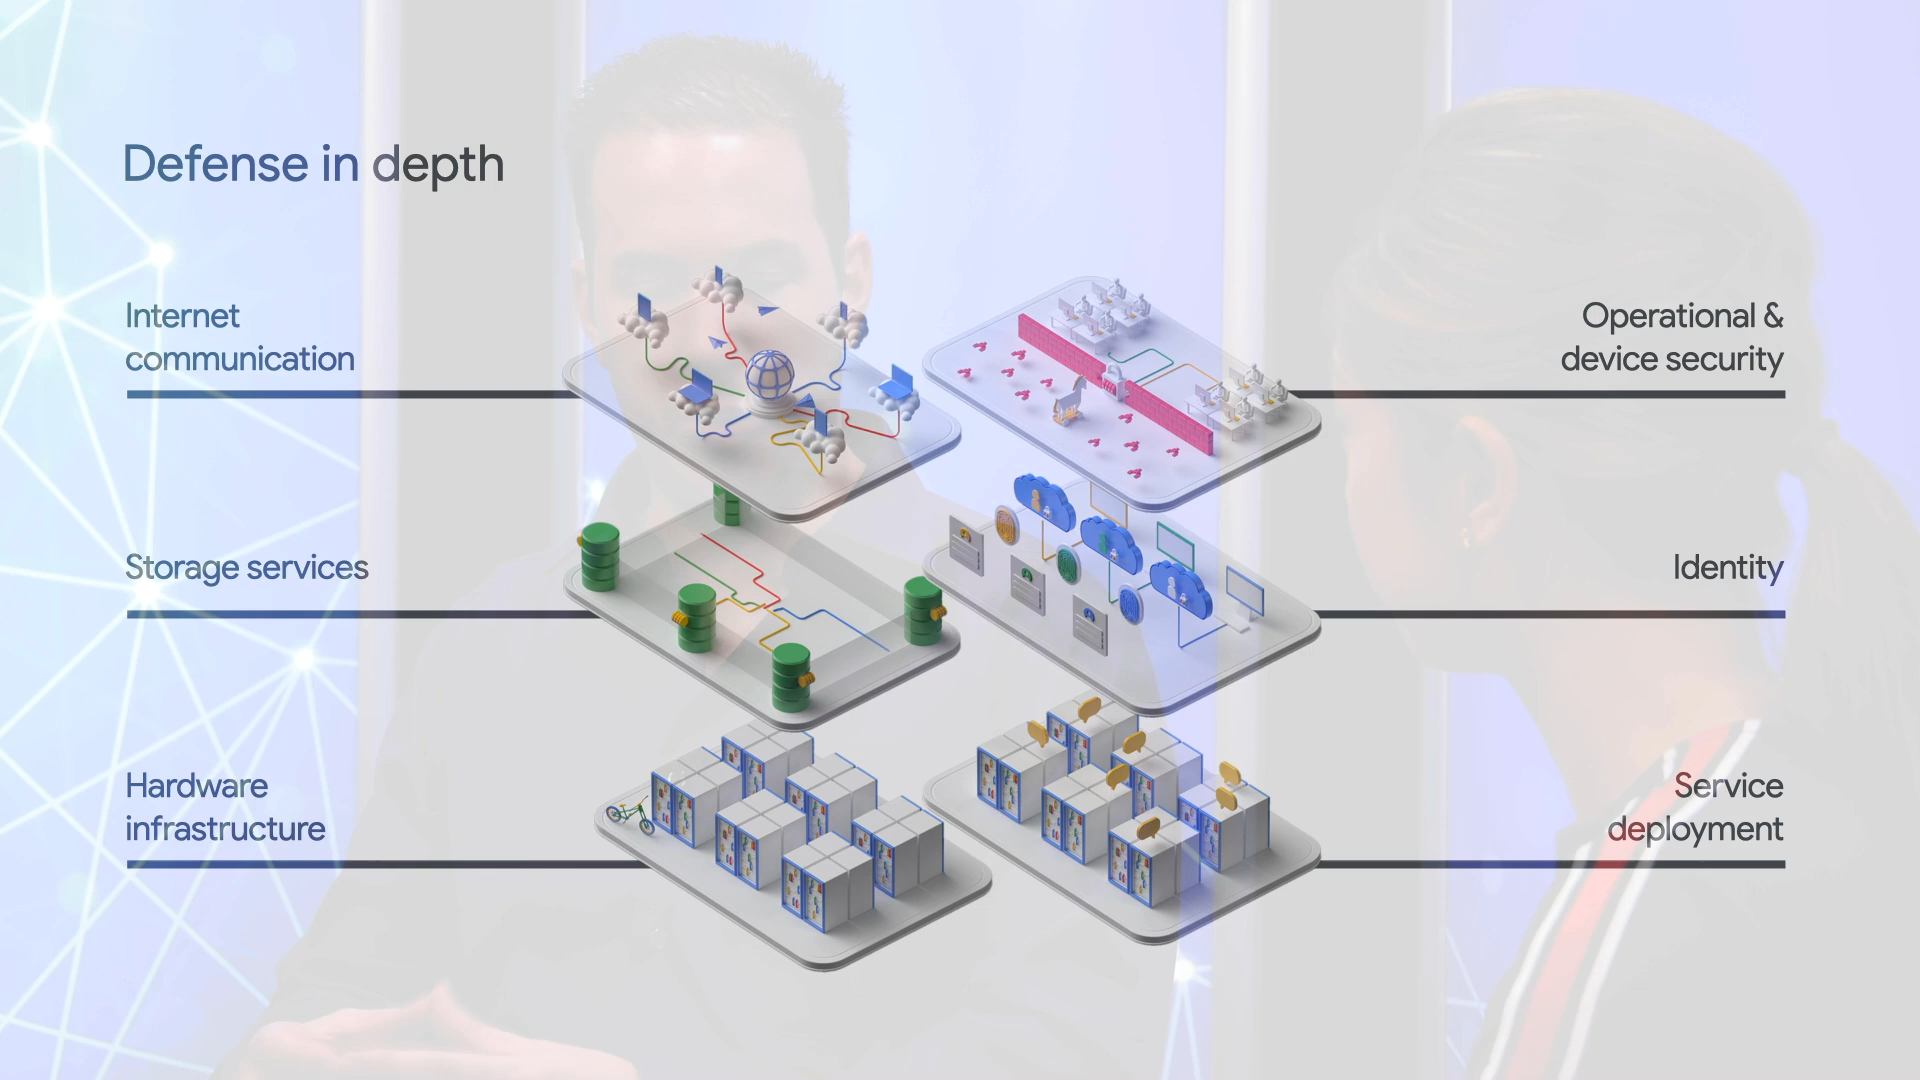 Defense in depth
Internet
communication
Storage services
Hardware
infrastructure
Operational &
device security
Identity
Service
deployment